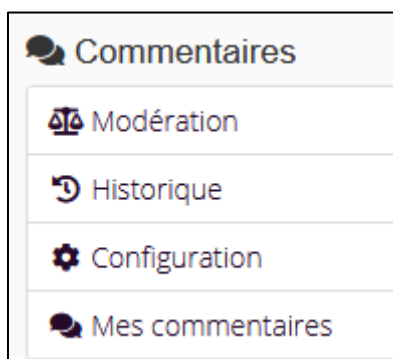 Commentaires
Modération
Historique
Configuration
Mes commentaires